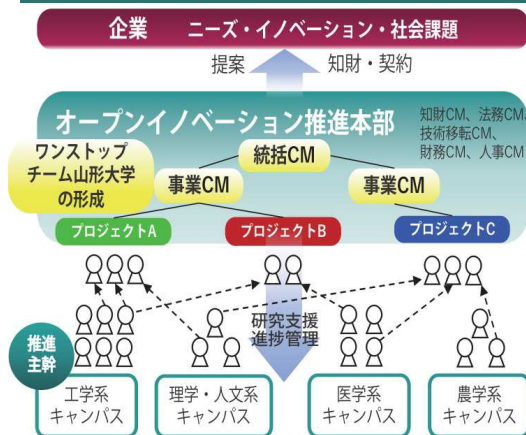 企業 ニーズ・イノベーション・社会課題
提案 知財・契約
オープンイノベーション推進本部
知財CM、法務CM、
技術移転CM、
財務CM、人事CM
ワンストップ
チーム山形大学
の形成
統括CM
事業CM 事業CM
プロジェクトA プロジェクトB プロジェクトC
研究支援
進捗管理
推進
主幹
工学系
キャンパス
理学・人文系
キャンパス
医学系
キャンパス
農学系
キャンパス